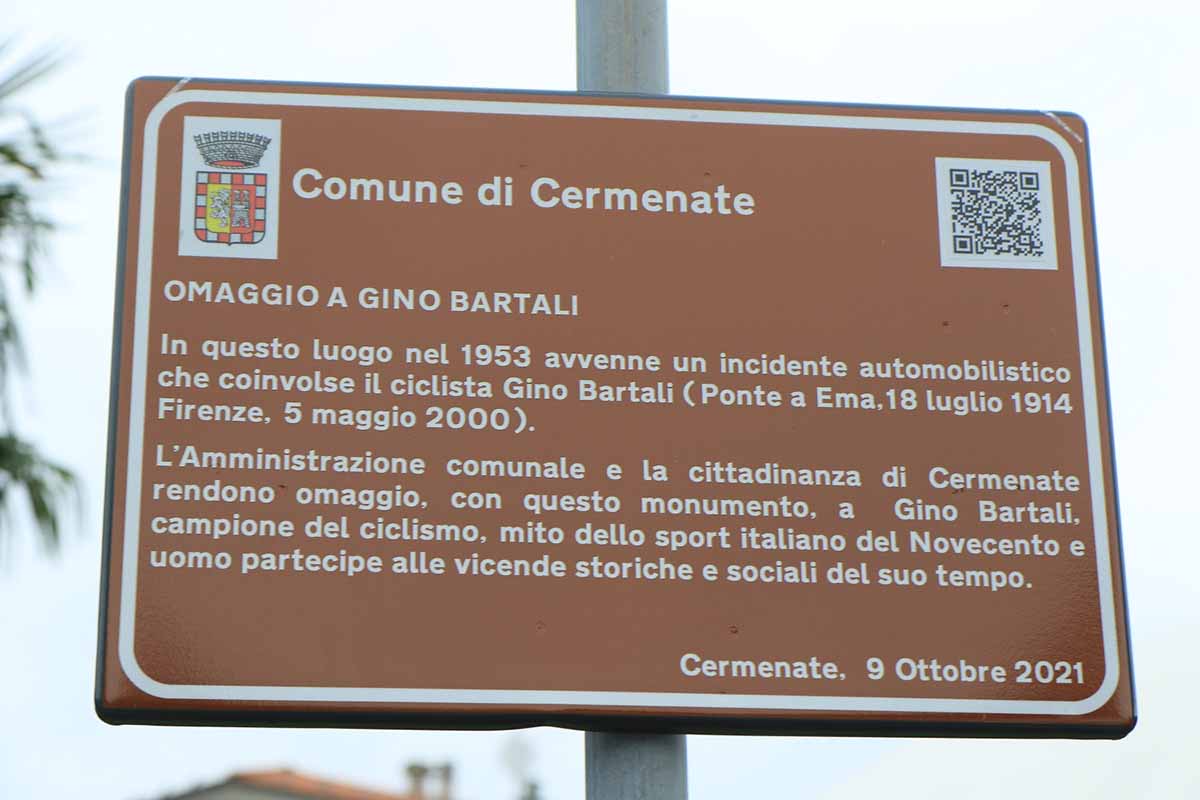 Comune di Cermenate
OMAGGIO A GINO BARTALI
In questo luogo nel 1953 avvenne un incidente automobilistico
che coinvolse il ciclista Gino Bartali (Ponte a Ema,18 luglio 1914
Firenze, 5 maggio 2000).
L'Amministrazione comunale e la cittadinanza di Cermenate
rendono omaggio, con questo monumento, a Gino Bartali,
campione del ciclismo, mito dello sport italiano del Novecento e
uomo partecipe alle vicende storiche e sociali del suo tempo.
Cermenate, 9 Ottobre 2021